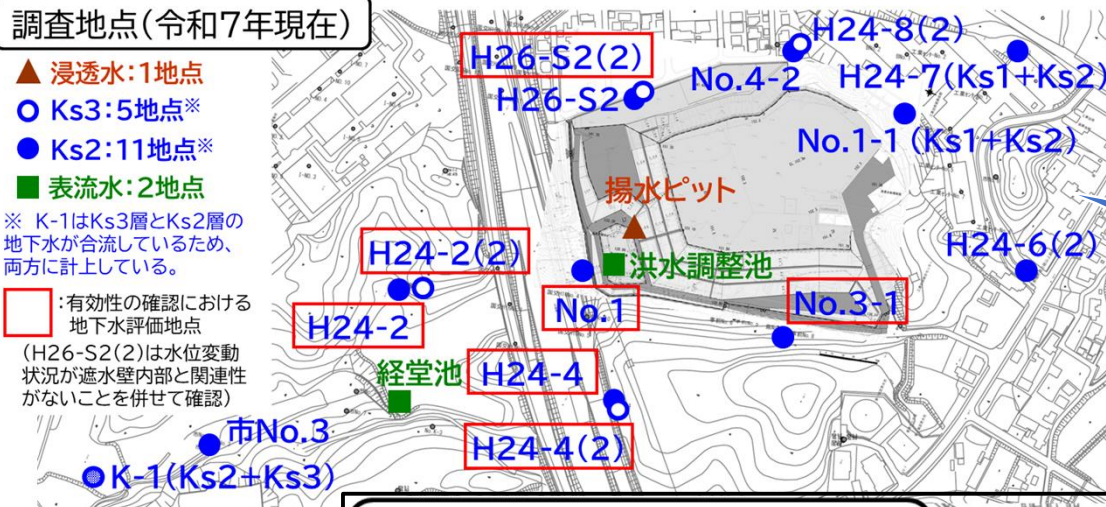 調査地点(令和7年現在)
▲ 浸透水:1地点
Ks3:5地点※
Ks2:11地点※
■ 表流水:2地点
※ K-1はKs3層とKs2層の
地下水が合流しているため、
両方に計上している。
:有効性の確認における
地下水評価地点
(H26-S2(2)は水位変動
状況が遮水壁内部と関連性
がないことを併せて確認)
H26-S2(2)
H26-S2
H24-8(2)
No.4-2
H24-7(Ks1+Ks2)
No.1-1 (Ks1+Ks2)
揚水ピット
H24-6(2)
H24-2(2)
洪水調整池
H24-2
No.1
No.3-1
経堂池
H24-4
H24-4(2)
市No.3
K-1(Ks2+Ks3)